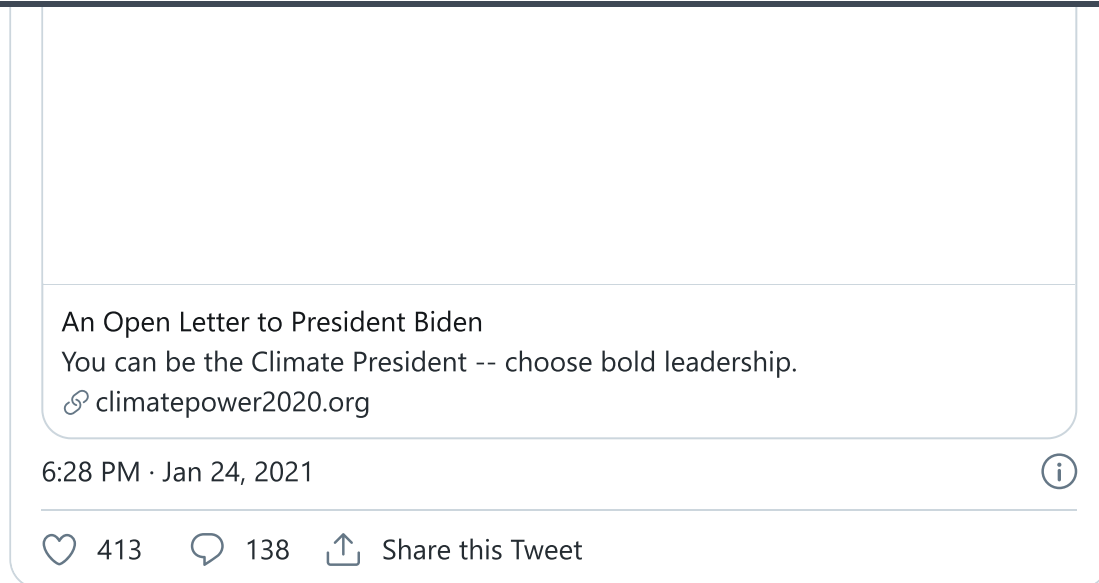 An Open Letter to President Biden
You can be the Climate President -- choose bold leadership.
climatepower2020.org
6:28 PM · Jan 24, 2021
413 138 Share this Tweet